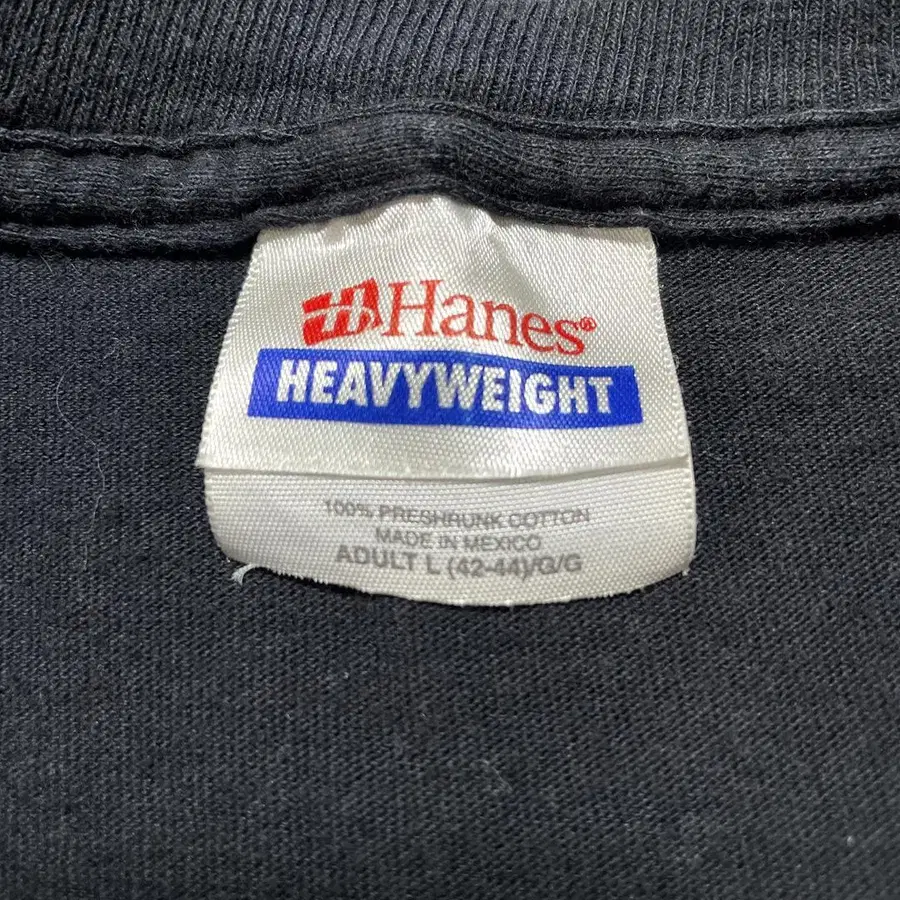 Hanes®
HEAVYWEIGHT
100% PRESHRUNK COTTON
MADE IN MEXICO
ADULT L (42-44)/G/G